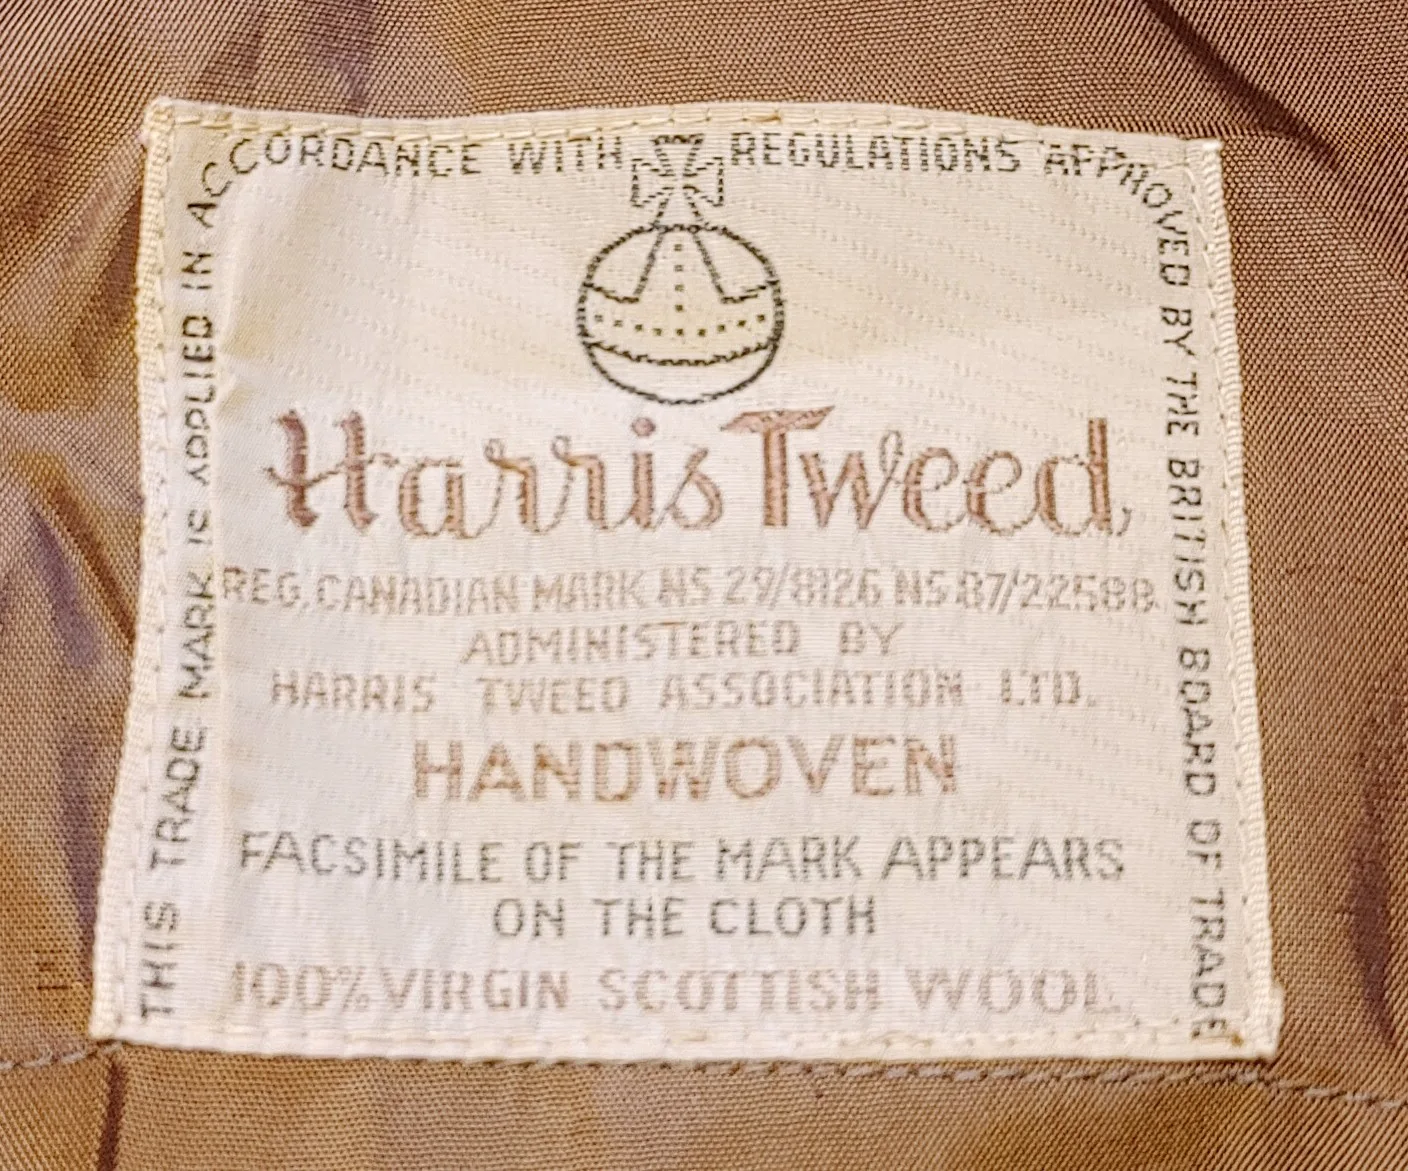 THIS TRADE MARK IS APPLIED IN ACCORDANCE WITH REGULATIONS APPROVED BY THE BRITISH BOARD OF TRADE
Harris Tweed
REG. CANADIAN MARK NS 29/8126 NS 87/22588.
ADMINISTERED BY
HARRIS TWEED ASSOCIATION LTD.
HANDWOVEN
FACSIMILE OF THE MARK APPEARS
ON THE CLOTH
100% VIRGIN SCOTTISH WOOL